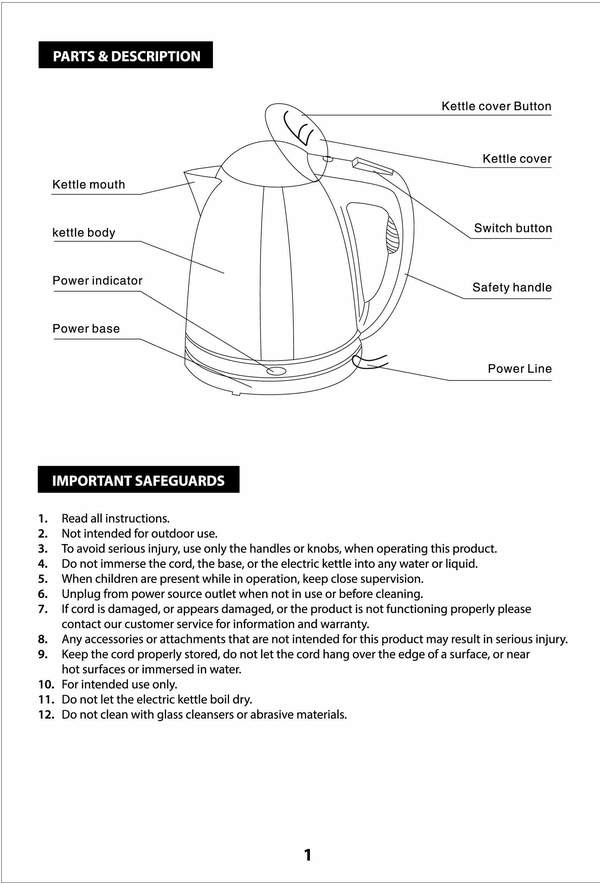 PARTS & DESCRIPTION
Kettle cover Button
Kettle cover
Kettle mouth
Switch button
kettle body
Power indicator
Safety handle
Power base
Power Line
IMPORTANT SAFEGUARDS
1. Read all instructions.
2. Not intended for outdoor use.
3. To avoid serious injury, use only the handles or knobs, when operating this product.
4. Do not immerse the cord, the base, or the electric kettle into any water or liquid.
5. When children are present while in operation, keep close supervision.
6. Unplug from power source outlet when not in use or before cleaning.
7. If cord is damaged, or appears damaged, or the product is not functioning properly please
contact our customer service for information and warranty.
8. Any accessories or attachments that are not intended for this product may result in serious injury.
9. Keep the cord properly stored, do not let the cord hang over the edge of a surface, or near
hot surfaces or immersed in water.
10. For intended use only.
11. Do not let the electric kettle boil dry.
12. Do not clean with glass cleansers or abrasive materials.
1